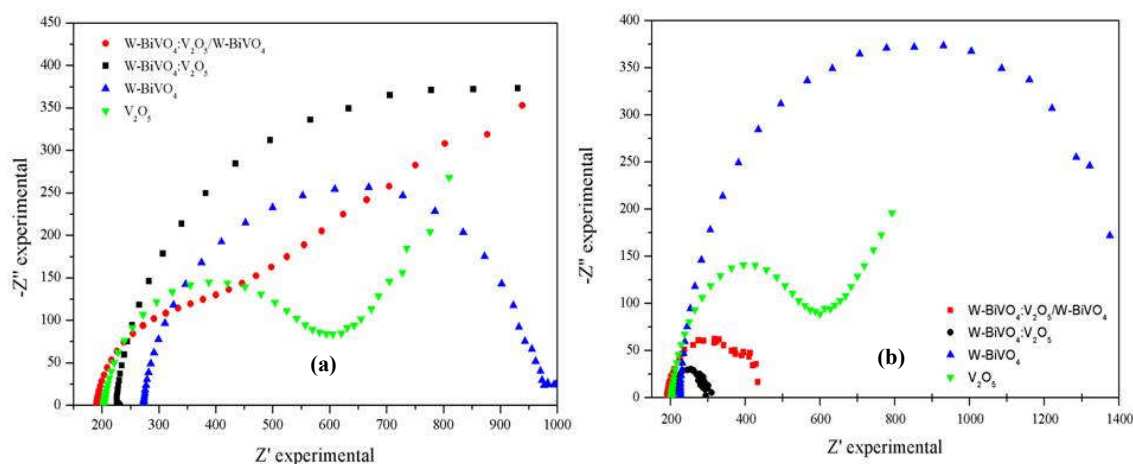 450
400
350
300
250
200
150
100
50
0
-Z" experimental
W-BiVO₄:V₂O₅/W-BiVO₄
W-BiVO₄:V₂O₅
W-BiVO₄
V₂O₅
(a)
200 300 400 500 600 700 800 900 1000
Z' experimental
400
350
300
250
200
150
100
50
0
-Z" experimental
W-BiVO₄:V₂O₅/W-BiVO₄
W-BiVO₄:V₂O₅
W-BiVO₄
V₂O₅
(b)
200 400 600 800 1000 1200 1400
Z' experimental